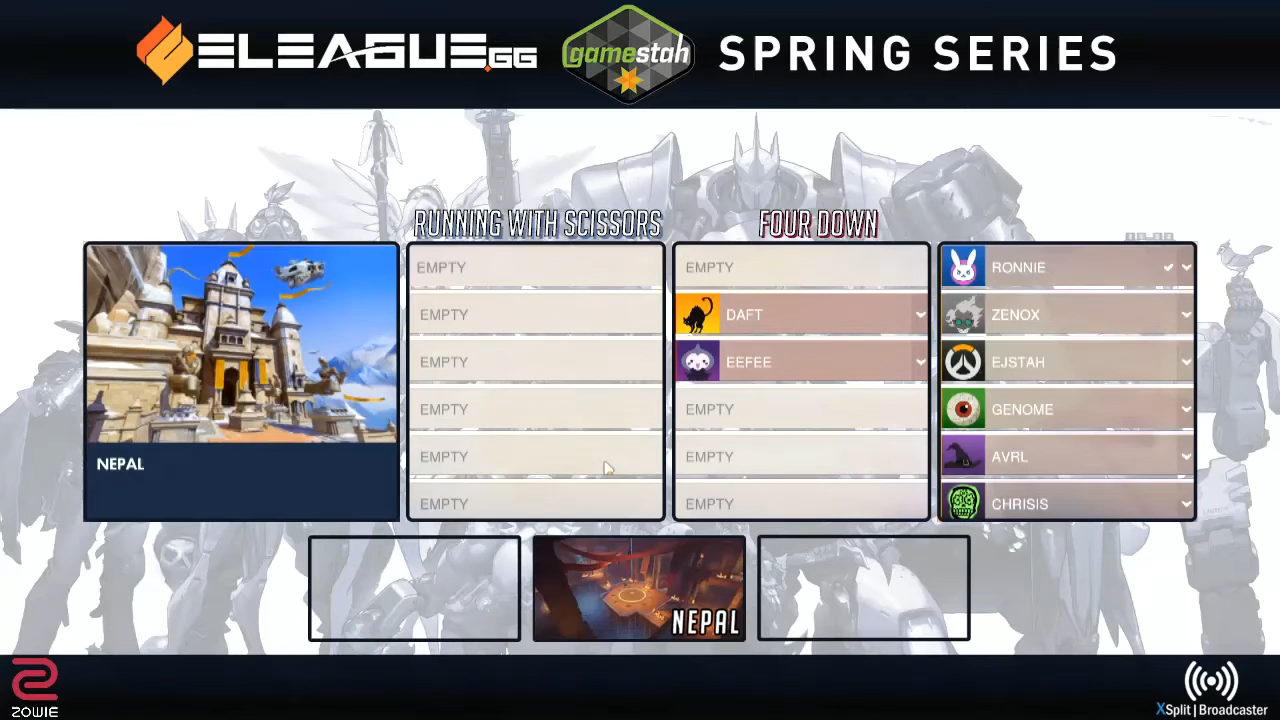 ELEAGUE.GG
gamestah
SPRING SERIES
RUNNING WITH SCISSORS
FOUR DOWN
EMPTY
EMPTY
EMPTY
EMPTY
EMPTY
EMPTY
EMPTY
DAFT
EEFEE
EMPTY
EMPTY
EMPTY
RONNIE
ZENOX
EJSTAH
GENOME
AVRL
CHRISIS
NEPAL
NEPAL
ZOWIE
XSplit | Broadcaster